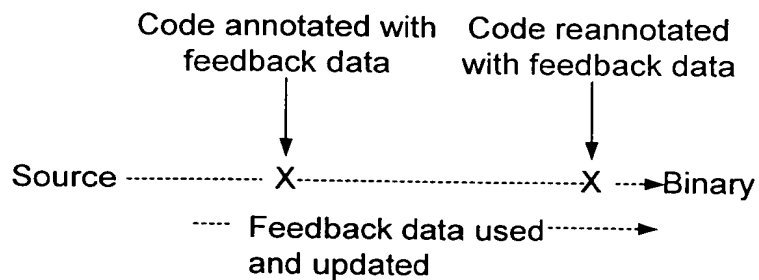 Code annotated with
feedback data
Code reannotated
with feedback data
Source
X
X
Binary
Feedback data used
and updated